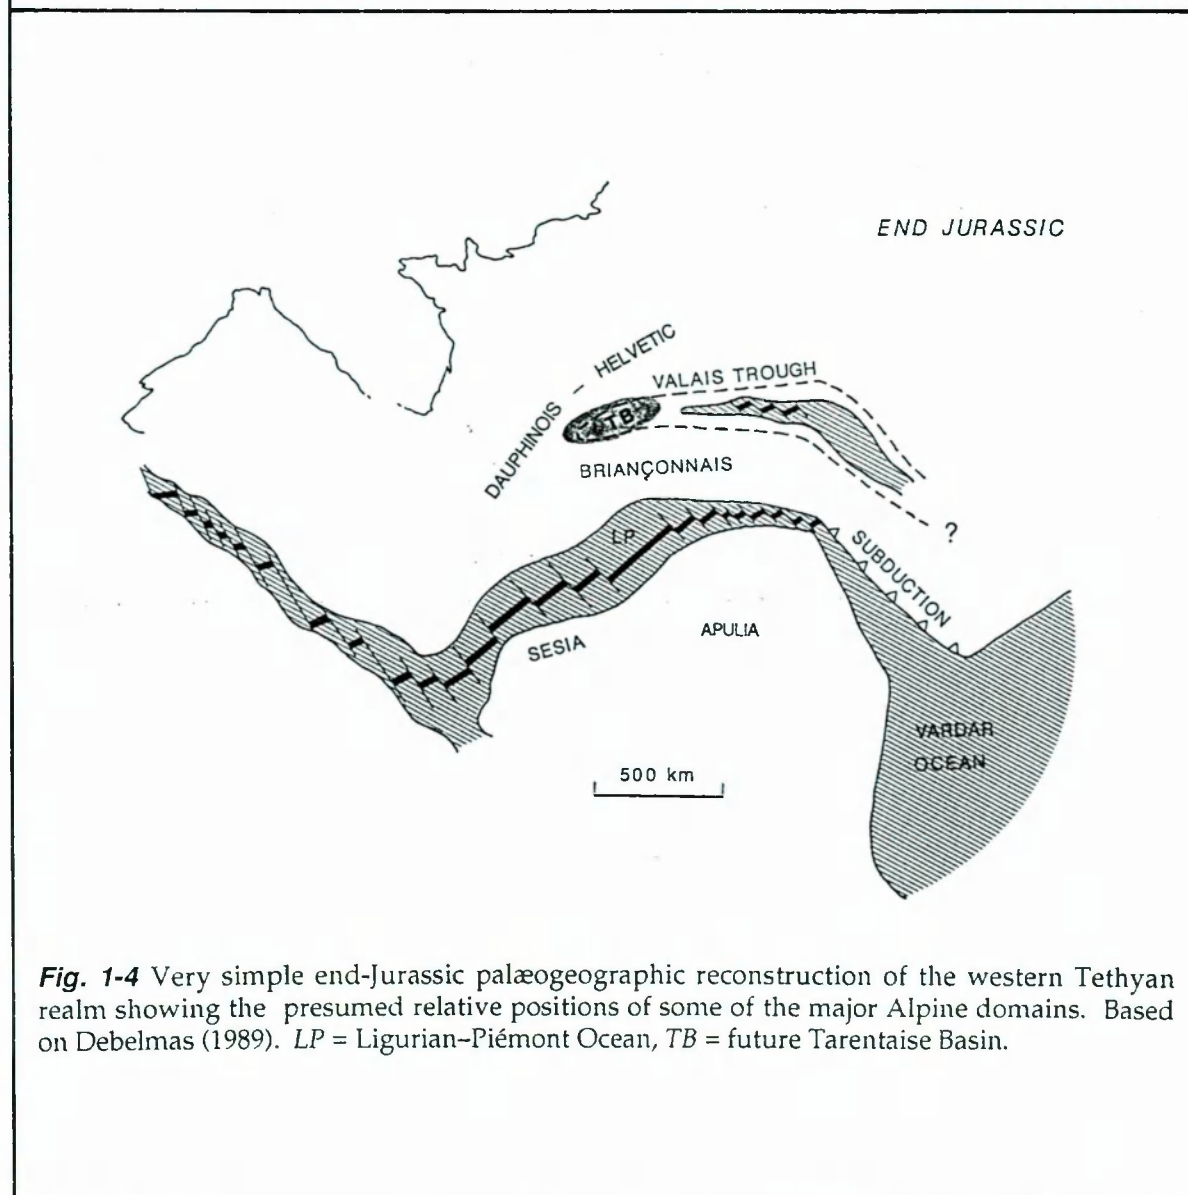 END JURASSIC
DAUPHINOIS – HELVETIC
VALAIS TROUGH
TB
BRIANÇONNAIS
?
LP
SUBDUCTION
SESIA
APULIA
VARDAR
OCEAN
500 km
Fig. 1-4 Very simple end-Jurassic palæogeographic reconstruction of the western Tethyan
realm showing the presumed relative positions of some of the major Alpine domains. Based
on Debelmas (1989). LP = Ligurian–Piémont Ocean, TB = future Tarentaise Basin.